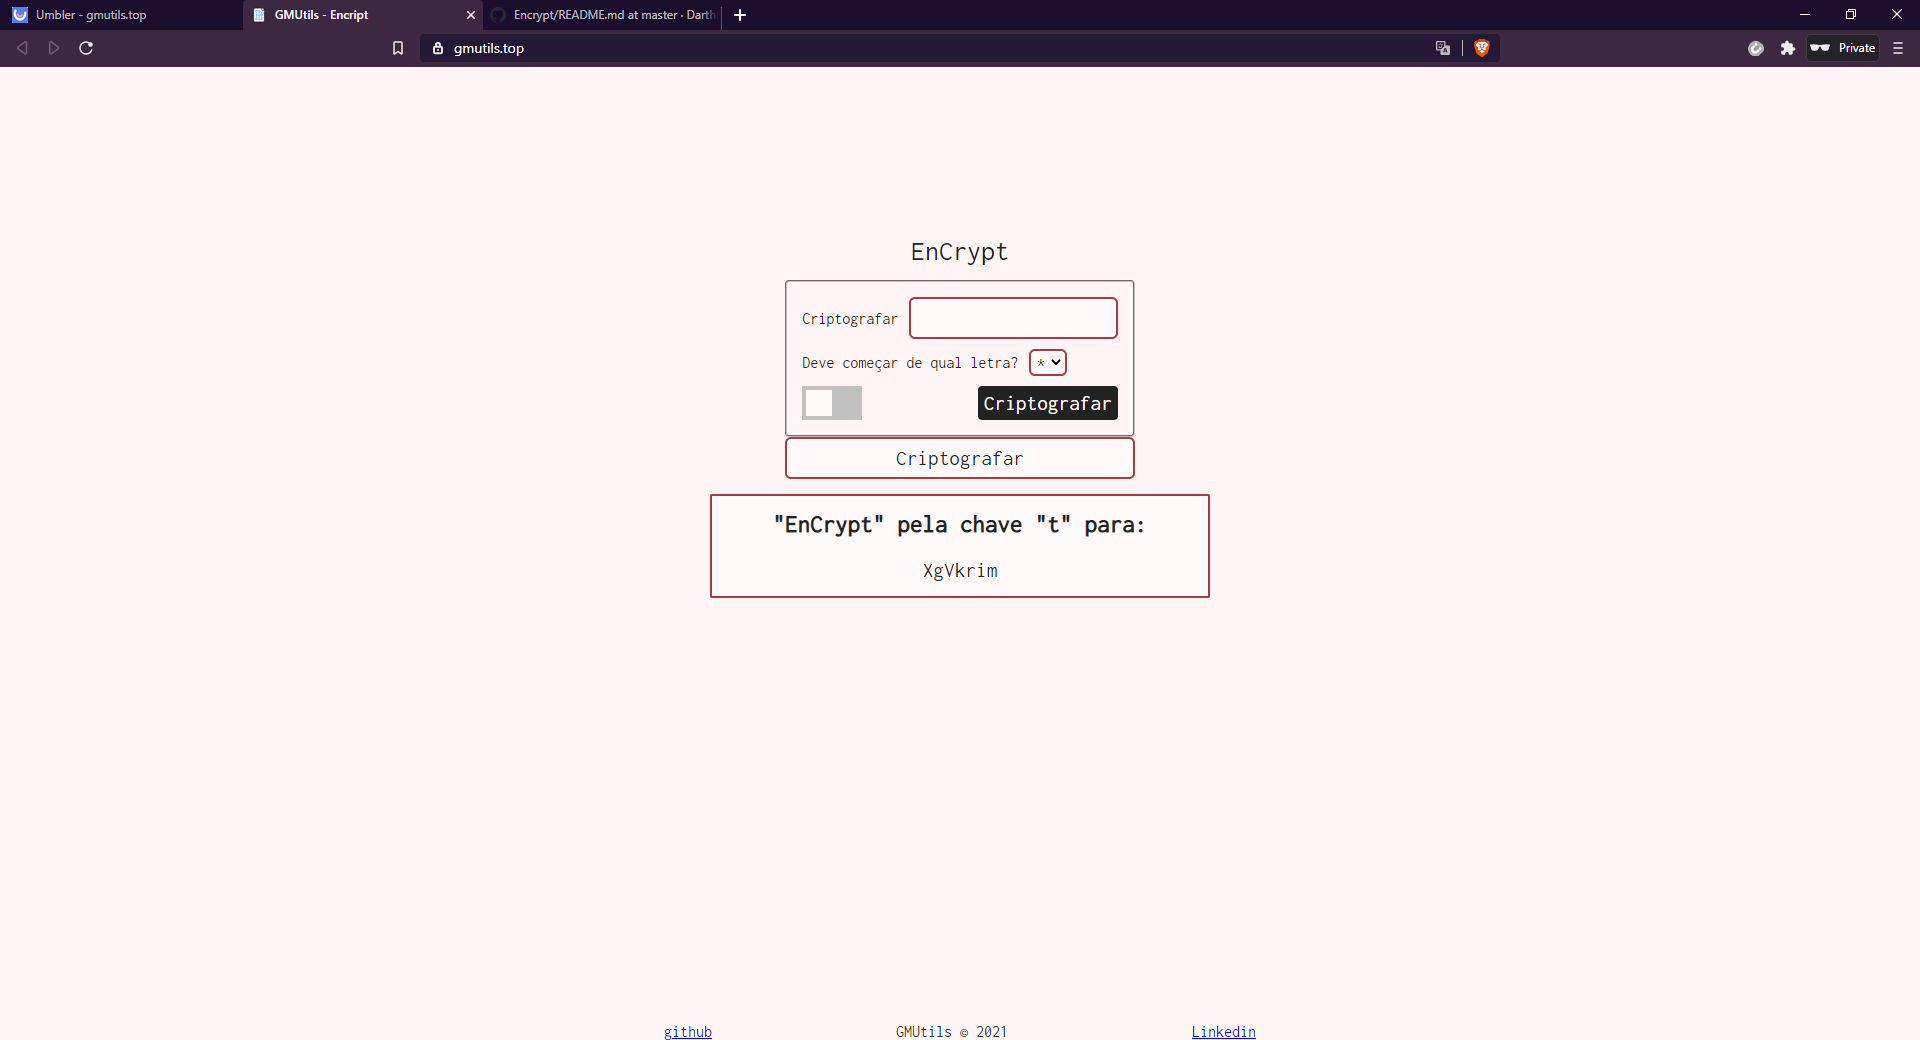 Umbler - gmutils.top
GMUtils - Encript
Encrypt/README.md at master · Darth
gmutils.top
Private
EnCrypt
Criptografar
Deve começar de qual letra? *
Criptografar
Criptografar
"EnCrypt" pela chave "t" para:
XgVkrim
github
GMUtils © 2021
Linkedin